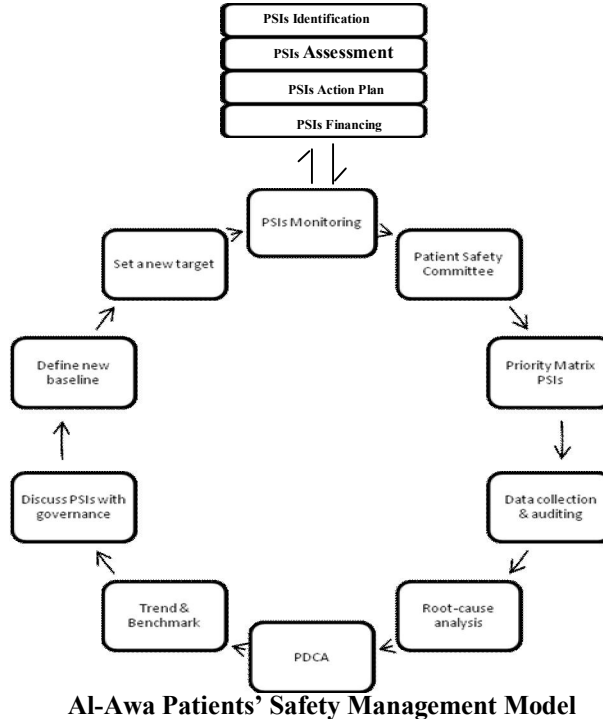 PSIs Identification
PSIs Assessment
PSIs Action Plan
PSIs Financing
PSIs Monitoring
Patient Safety
Committee
Priority Matrix
PSIs
Data collection
& auditing
Root-cause
analysis
PDCA
Trend &
Benchmark
Discuss PSIs with
governance
Define new
baseline
Set a new target
Al-Awa Patients’ Safety Management Model